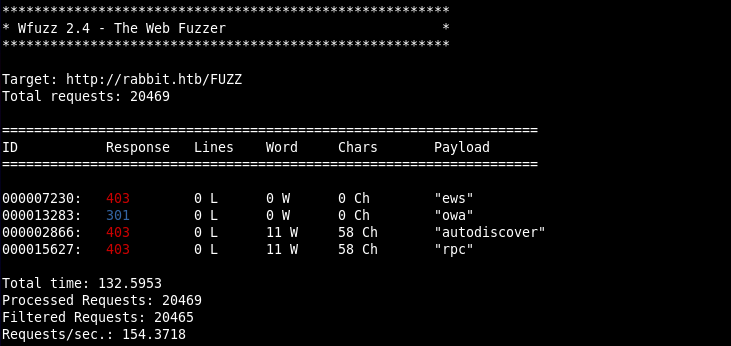 *******************************************************
* Wfuzz 2.4 - The Web Fuzzer                          *
*******************************************************
Target: http://rabbit.htb/FUZZ
Total requests: 20469
===================================================================
ID           Response   Lines    Word     Chars       Payload
===================================================================
000007230:   403        0 L      0 W      0 Ch        "ews"
000013283:   301        0 L      0 W      0 Ch        "owa"
000002866:   403        0 L      11 W     58 Ch       "autodiscover"
000015627:   403        0 L      11 W     58 Ch       "rpc"
Total time: 132.5953
Processed Requests: 20469
Filtered Requests: 20465
Requests/sec.: 154.3718